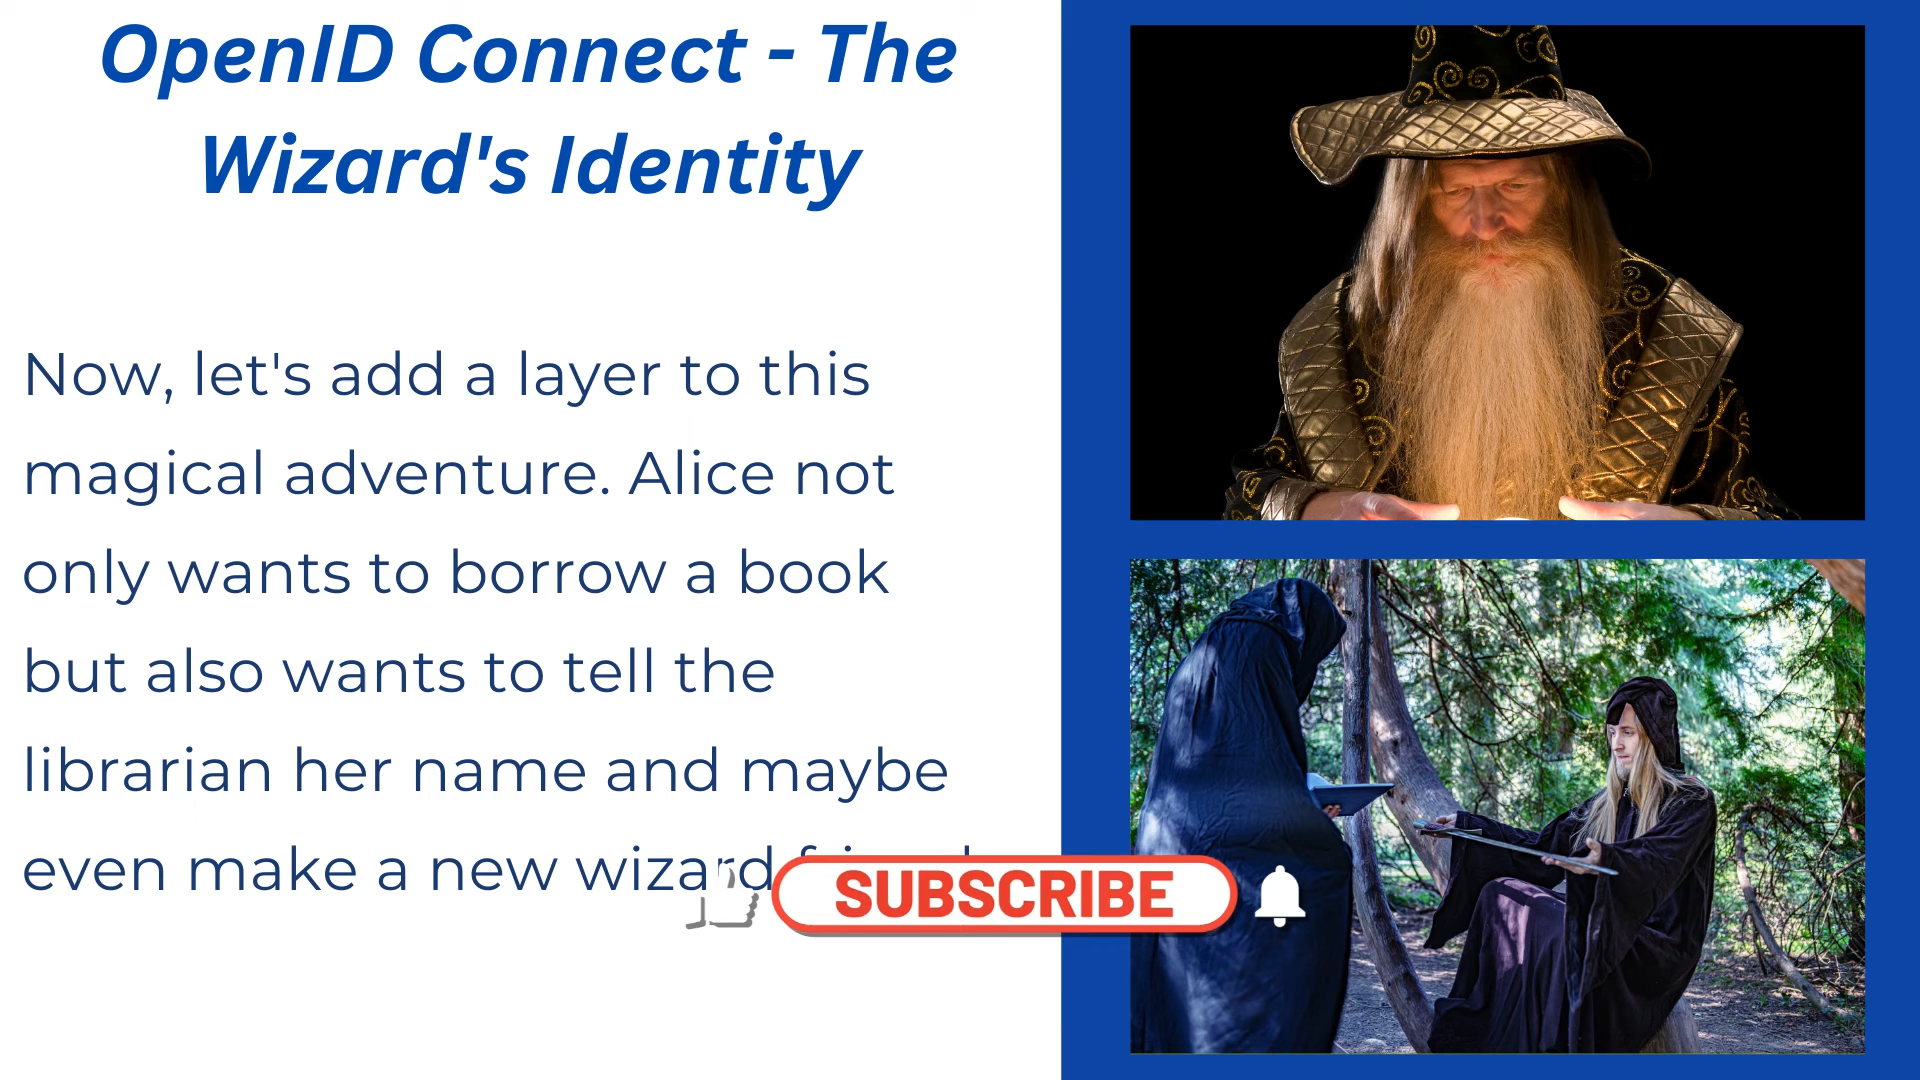 OpenID Connect - The
Wizard's Identity
Now, let's add a layer to this
magical adventure. Alice not
only wants to borrow a book
but also wants to tell the
librarian her name and maybe
even make a new wizard
SUBSCRIBE